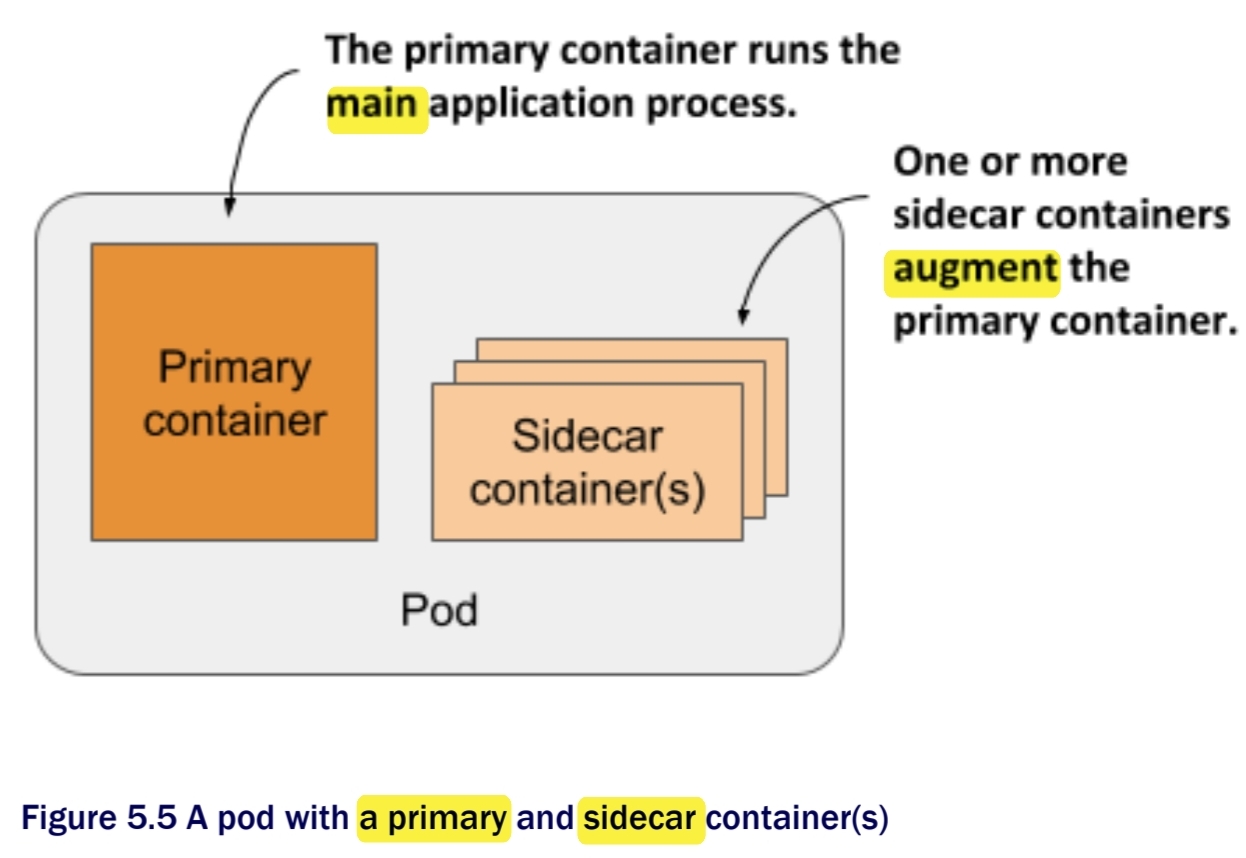 The primary container runs the
main application process.
One or more
sidecar containers
augment the
primary container.
Primary
container
Sidecar
container(s)
Pod
Figure 5.5 A pod with a primary and sidecar container(s)